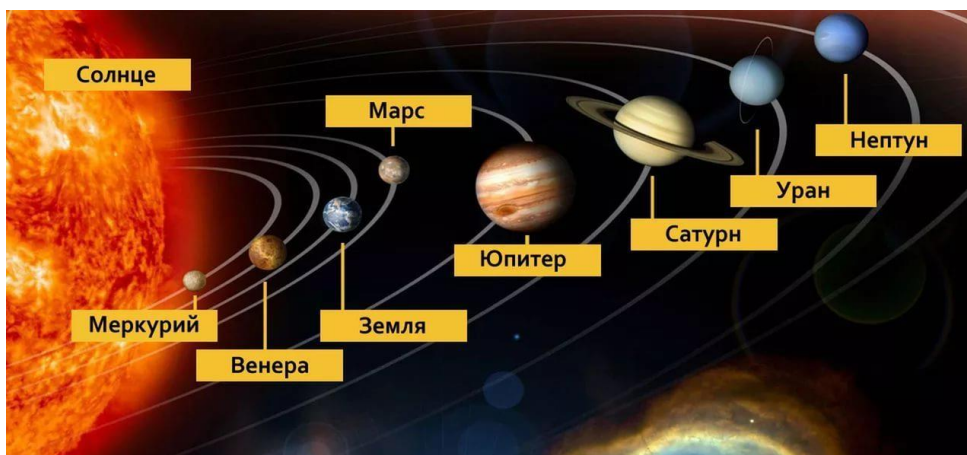 Солнце
Меркурий
Венера
Земля
Марс
Юпитер
Сатурн
Уран
Нептун